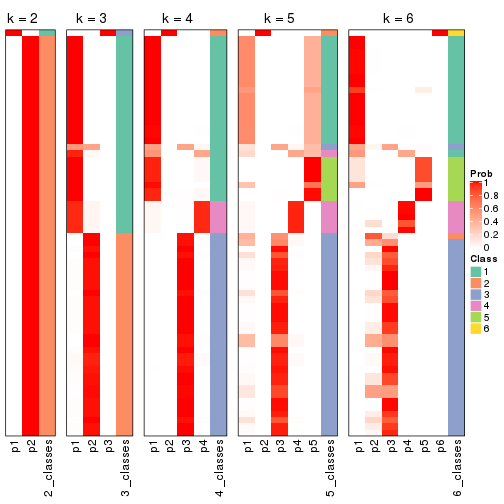 k = 2
k = 3
k = 4
k = 5
k = 6
Prob
1
0.8
0.6
0.4
0.2
0
Class
1
2
3
4
5
6
p1
p2
2_classes
p1
p2
p3
3_classes
p1
p2
p3
p4
4_classes
p1
p2
p3
p4
p5
5_classes
p1
p2
p3
p4
p5
p6
6_classes